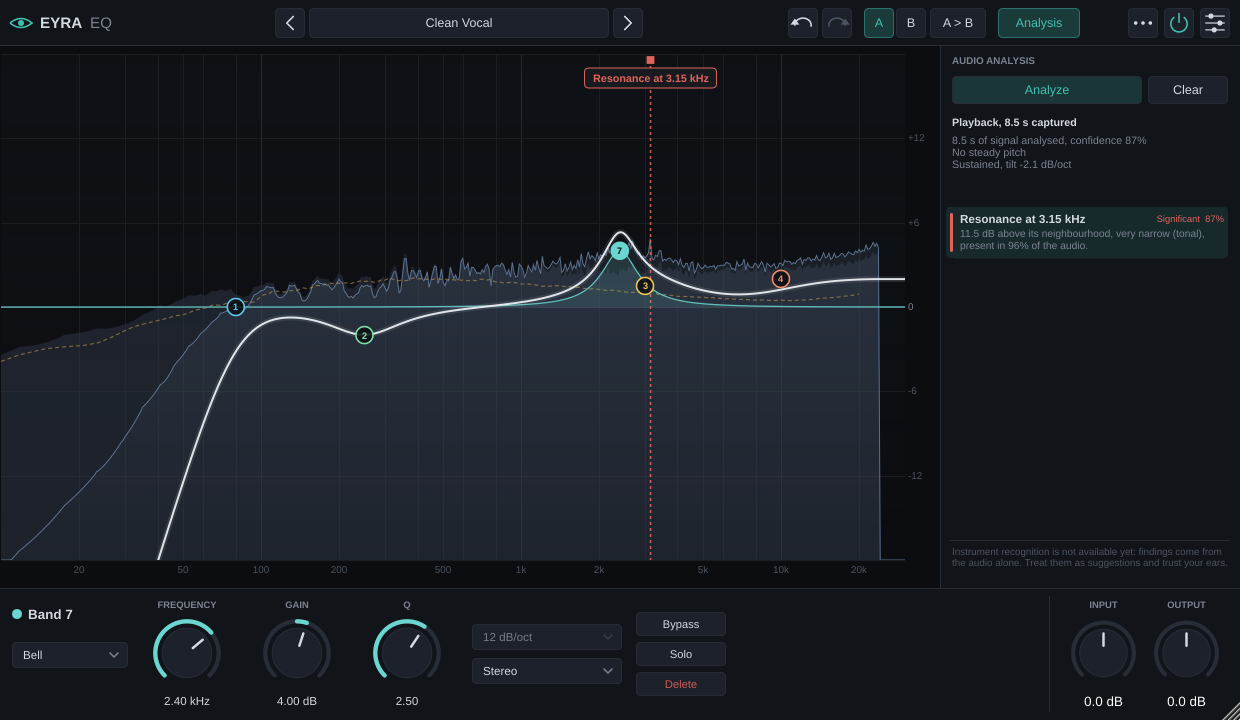 EYRA EQ
Clean Vocal
A
B
A > B
Analysis
Resonance at 3.15 kHz
+12
+6
0
-6
-12
1
2
7
3
4
20
50
100
200
500
1k
2k
5k
10k
20k
AUDIO ANALYSIS
Analyze
Clear
Playback, 8.5 s captured
8.5 s of signal analysed, confidence 87%
No steady pitch
Sustained, tilt -2.1 dB/oct
Resonance at 3.15 kHz
Significant 87%
11.5 dB above its neighbourhood, very narrow (tonal),
present in 96% of the audio.
Instrument recognition is not available yet: findings come from
the audio alone. Treat them as suggestions and trust your ears.
Band 7
Bell
FREQUENCY
2.40 kHz
GAIN
4.00 dB
Q
2.50
12 dB/oct
Stereo
Bypass
Solo
Delete
INPUT
0.0 dB
OUTPUT
0.0 dB